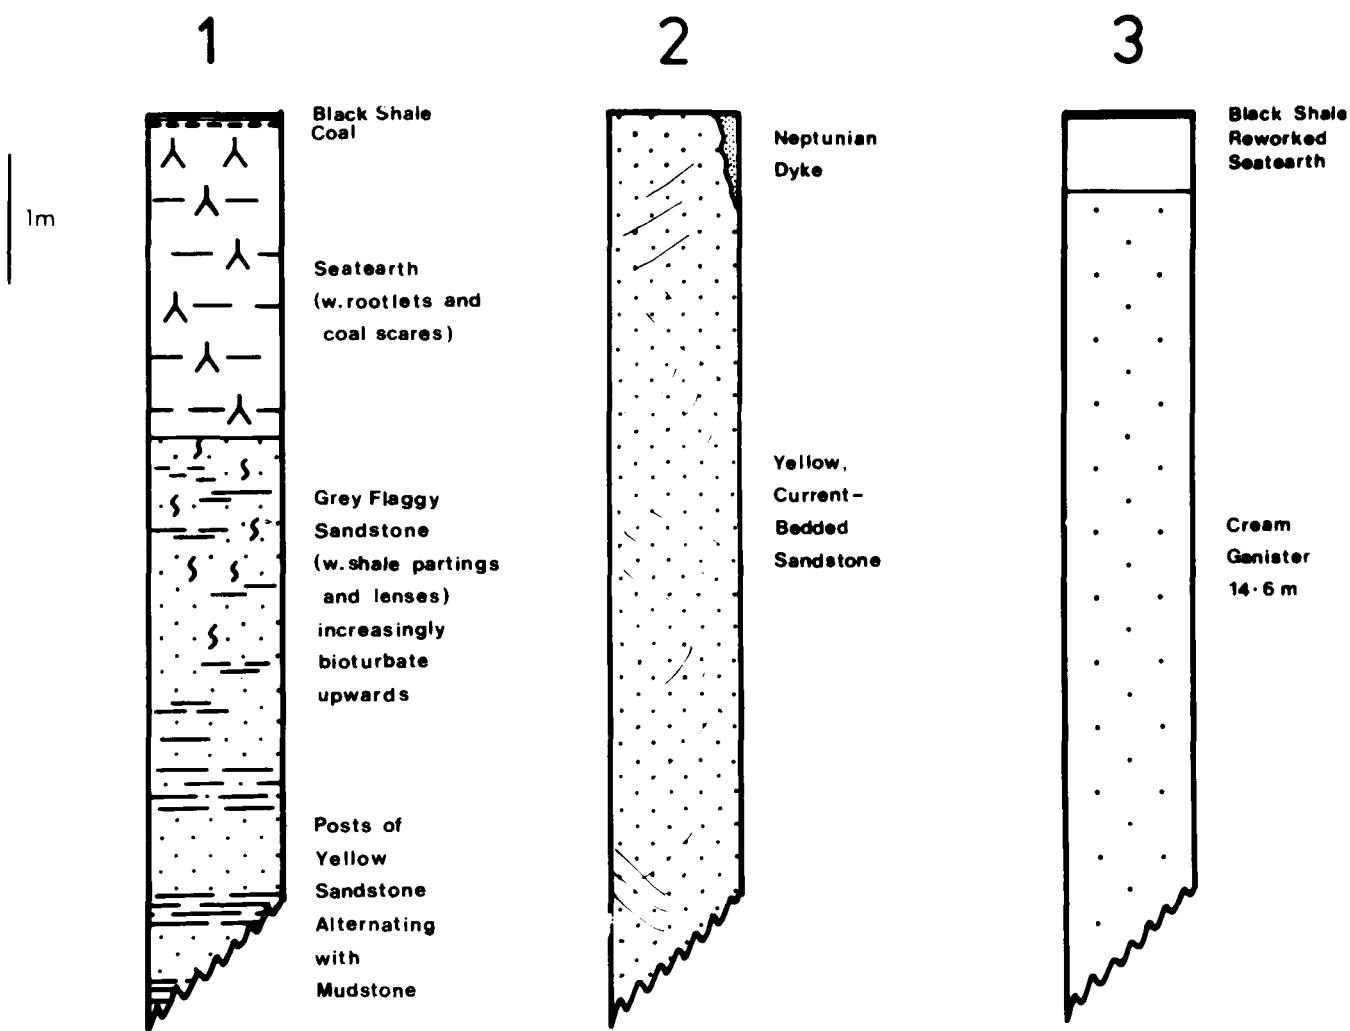 1
2
3
1m
Black Shale
Coal
Seatearth
(w.rootlets and
coal scares)
Grey Flaggy
Sandstone
(w.shale partings
and lenses)
increasingly
bioturbate
upwards
Posts of
Yellow
Sandstone
Alternating
with
Mudstone
Neptunian
Dyke
Yellow,
Current-
Bedded
Sandstone
Black Shale
Reworked
Seatearth
Cream
Ganister
14·6 m